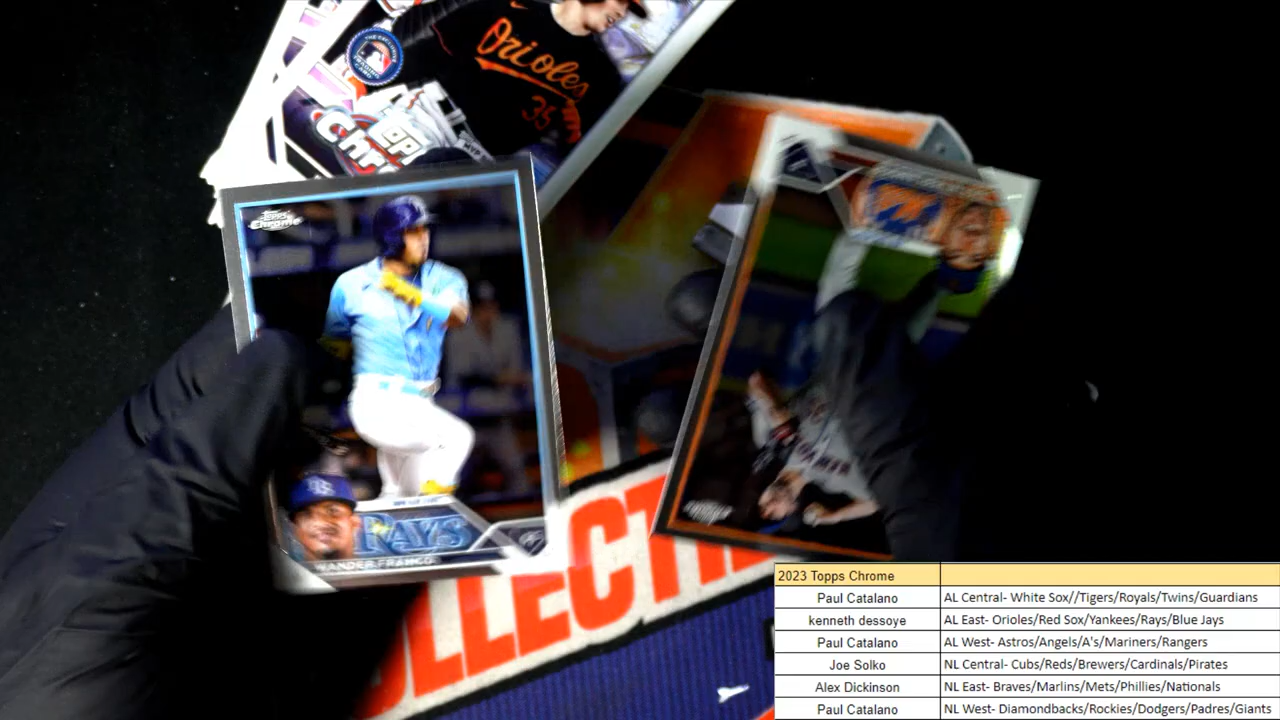 Orioles
35
Topps
Chrome
Topps
Chrome
RAYS
WANDER FRANCO
LLECT
2023 Topps Chrome
Paul Catalano AL Central- White Sox//Tigers/Royals/Twins/Guardians
kenneth dessoye AL East- Orioles/Red Sox/Yankees/Rays/Blue Jays
Paul Catalano AL West- Astros/Angels/A's/Mariners/Rangers
Joe Solko NL Central- Cubs/Reds/Brewers/Cardinals/Pirates
Alex Dickinson NL East- Braves/Marlins/Mets/Phillies/Nationals
Paul Catalano NL West- Diamondbacks/Rockies/Dodgers/Padres/Giants